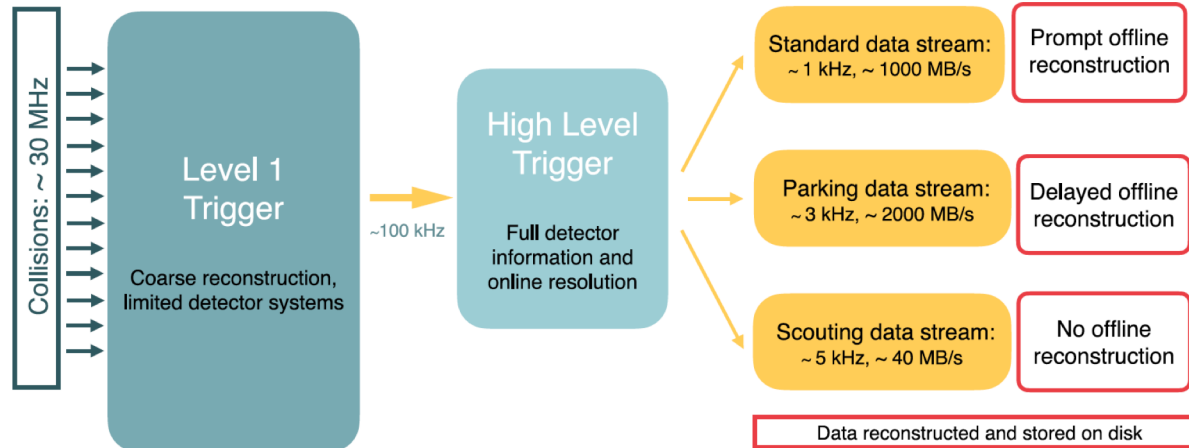 Collisions: ~ 30 MHz
Level 1
Trigger
Coarse reconstruction,
limited detector systems
~100 kHz
High Level
Trigger
Full detector
information and
online resolution
Standard data stream:
~ 1 kHz, ~ 1000 MB/s
Prompt offline
reconstruction
Parking data stream:
~ 3 kHz, ~ 2000 MB/s
Delayed offline
reconstruction
Scouting data stream:
~ 5 kHz, ~ 40 MB/s
No offline
reconstruction
Data reconstructed and stored on disk